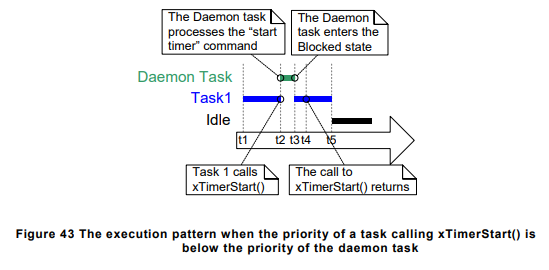 The Daemon task
processes the “start
timer” command
The Daemon
task enters the
Blocked state
Daemon Task
Task1
Idle
t1 t2 t3 t4 t5
Task 1 calls
xTimerStart()
The call to
xTimerStart() returns
Figure 43 The execution pattern when the priority of a task calling xTimerStart() is
below the priority of the daemon task